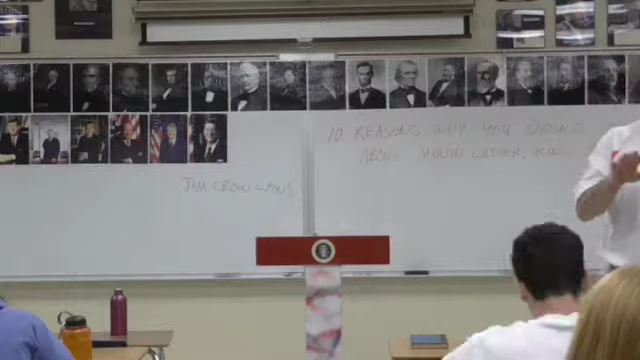 10 REASONS WHY YOU SHOULD
ABOUT MARTIN LUTHER KING
JIM CROW LAWS